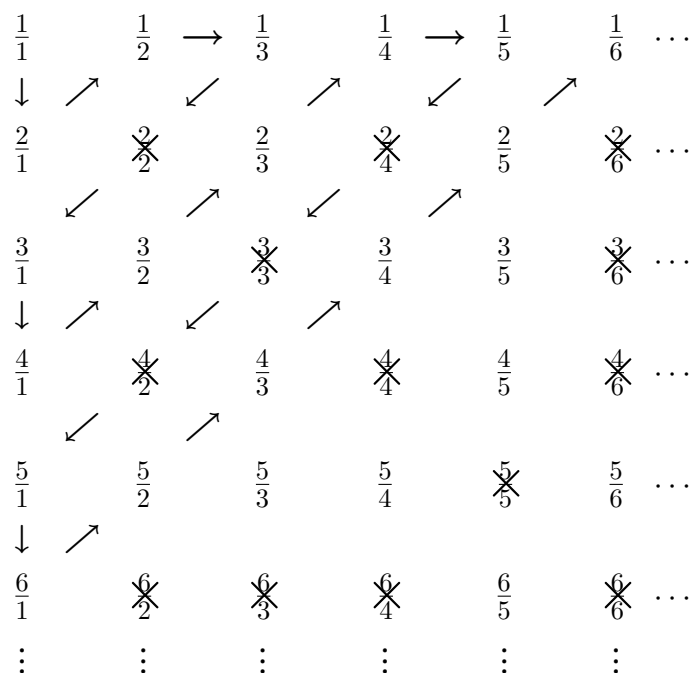 1/1 1/2 → 1/3 1/4 → 1/5 1/6 ⋯
↓ ↗ ↙ ↗ ↙ ↗
2/1 2/2 2/3 2/4 2/5 2/6 ⋯
↙ ↗ ↙ ↗
3/1 3/2 3/3 3/4 3/5 3/6 ⋯
↓ ↗ ↙ ↗
4/1 4/2 4/3 4/4 4/5 4/6 ⋯
↙ ↗
5/1 5/2 5/3 5/4 5/5 5/6 ⋯
↓ ↗
6/1 6/2 6/3 6/4 6/5 6/6 ⋯
⋮ ⋮ ⋮ ⋮ ⋮ ⋮